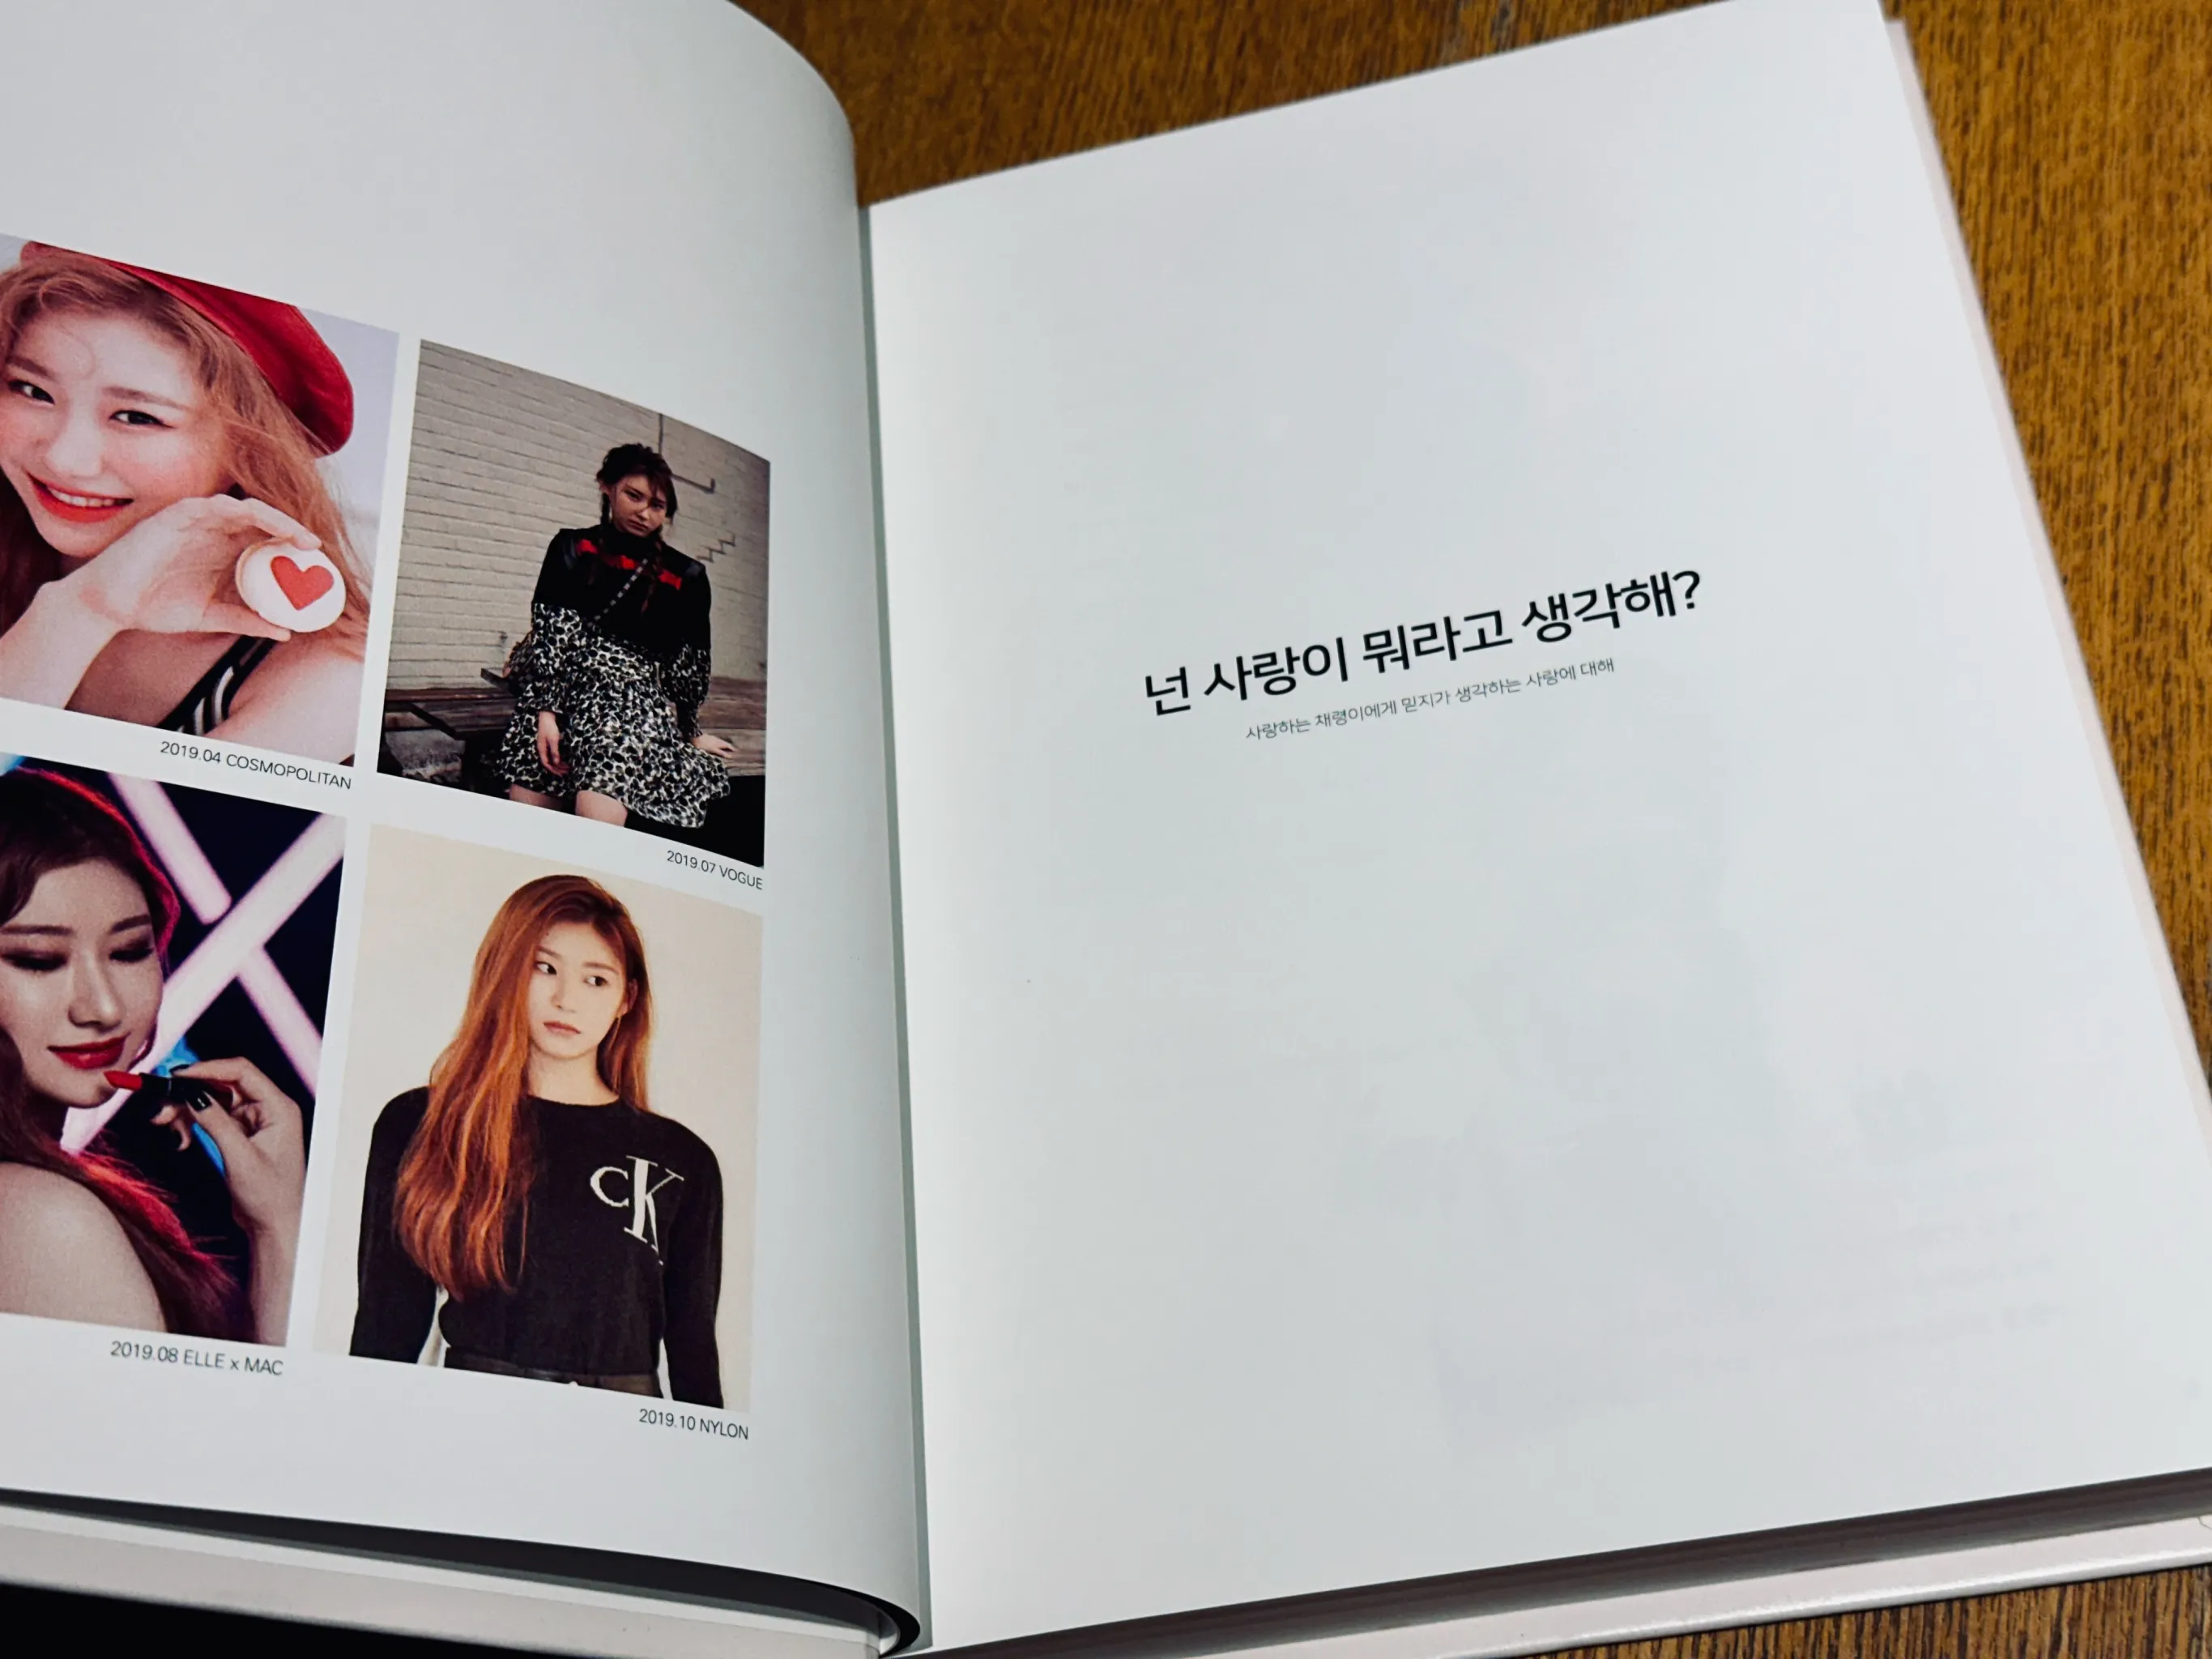 2019.04 COSMOPOLITAN
2019.07 VOGUE
CK
2019.08 ELLE x MAC
2019.10 NYLON
넌 사랑이 뭐라고 생각해?
사랑하는 채령이에게 믿지가 생각하는 사랑에 대해